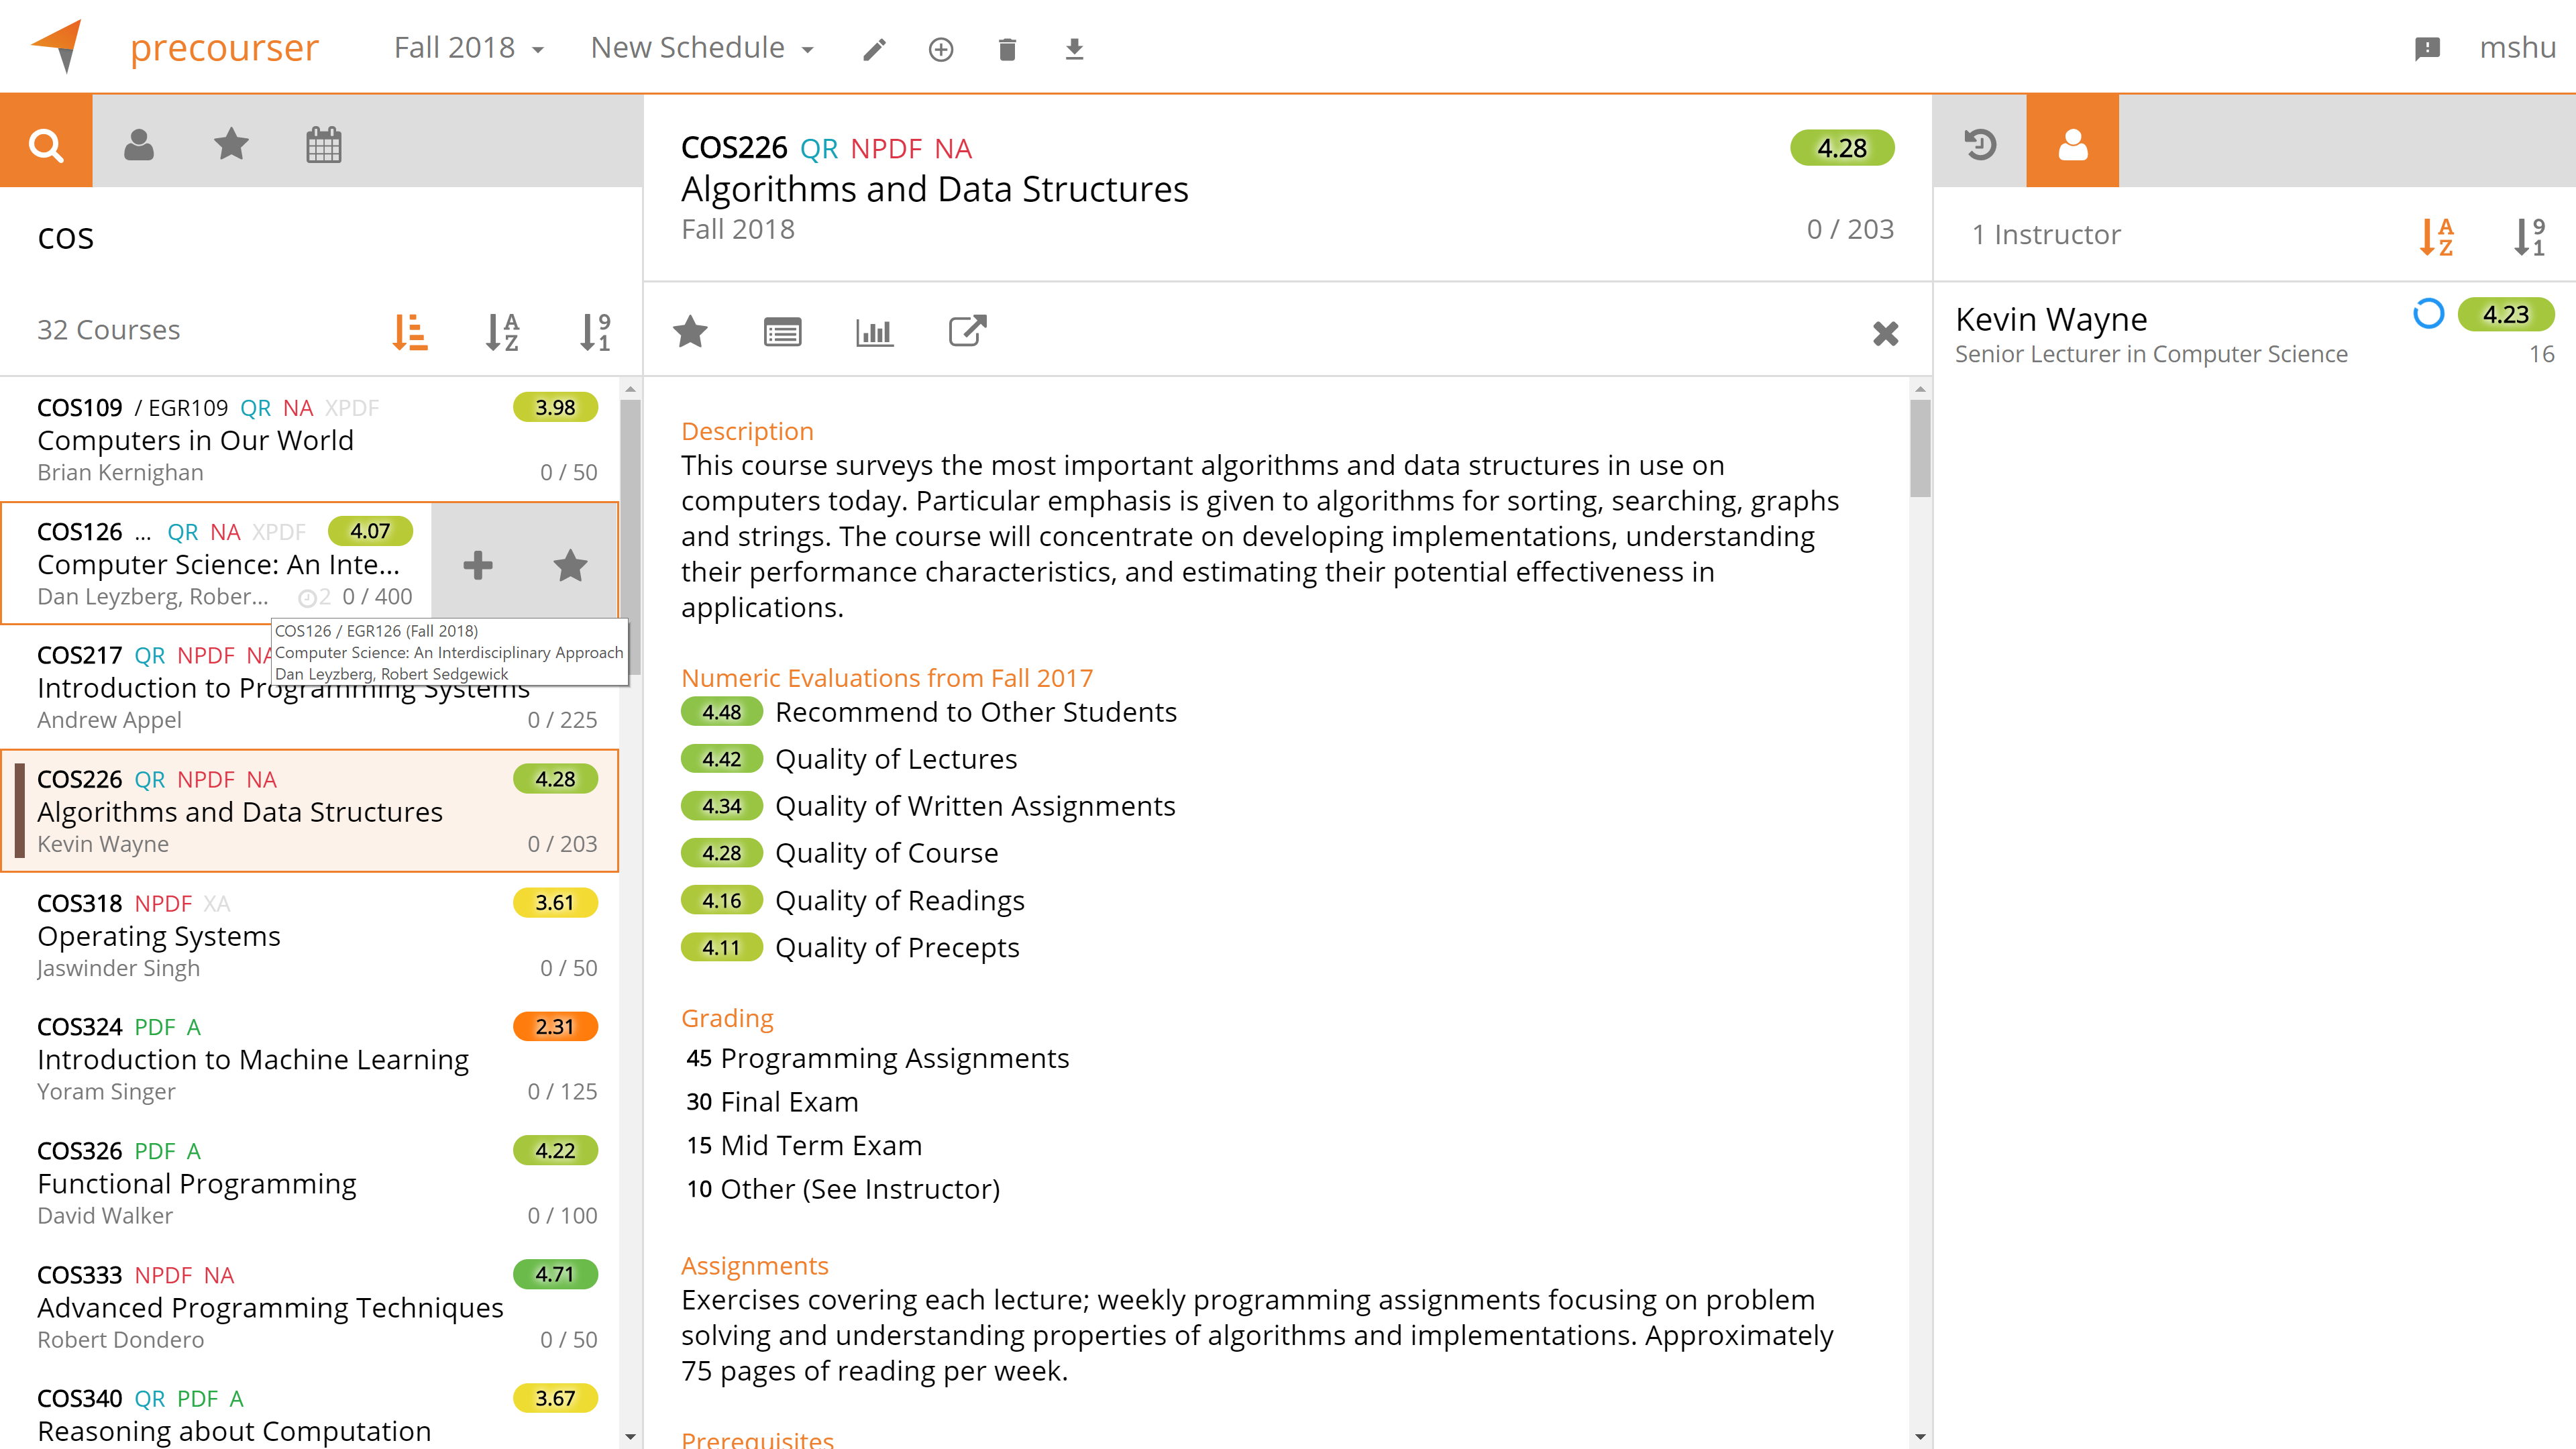 precourser
Fall 2018
New Schedule
mshu
cos
32 Courses
A
Z
9
1
COS109 / EGR109 QR NA XPDF 3.98
Computers in Our World
Brian Kernighan 0 / 50
COS126 ... QR NA XPDF 4.07
Computer Science: An Inte...
Dan Leyzberg, Rober... 2 0 / 400
COS126 / EGR126 (Fall 2018)
Computer Science: An Interdisciplinary Approach
Dan Leyzberg, Robert Sedgewick
COS217 QR NPDF NA
Introduction to Programming Systems
Andrew Appel 0 / 225
COS226 QR NPDF NA 4.28
Algorithms and Data Structures
Kevin Wayne 0 / 203
COS318 NPDF XA 3.61
Operating Systems
Jaswinder Singh 0 / 50
COS324 PDF A 2.31
Introduction to Machine Learning
Yoram Singer 0 / 125
COS326 PDF A 4.22
Functional Programming
David Walker 0 / 100
COS333 NPDF NA 4.71
Advanced Programming Techniques
Robert Dondero 0 / 50
COS340 QR PDF A 3.67
Reasoning about Computation
COS226 QR NPDF NA 4.28
Algorithms and Data Structures
Fall 2018 0 / 203
Description
This course surveys the most important algorithms and data structures in use on
computers today. Particular emphasis is given to algorithms for sorting, searching, graphs
and strings. The course will concentrate on developing implementations, understanding
their performance characteristics, and estimating their potential effectiveness in
applications.
Numeric Evaluations from Fall 2017
4.48 Recommend to Other Students
4.42 Quality of Lectures
4.34 Quality of Written Assignments
4.28 Quality of Course
4.16 Quality of Readings
4.11 Quality of Precepts
Grading
45 Programming Assignments
30 Final Exam
15 Mid Term Exam
10 Other (See Instructor)
Assignments
Exercises covering each lecture; weekly programming assignments focusing on problem
solving and understanding properties of algorithms and implementations. Approximately
75 pages of reading per week.
Prerequisites
1 Instructor
A
Z
9
1
Kevin Wayne 4.23
Senior Lecturer in Computer Science 16